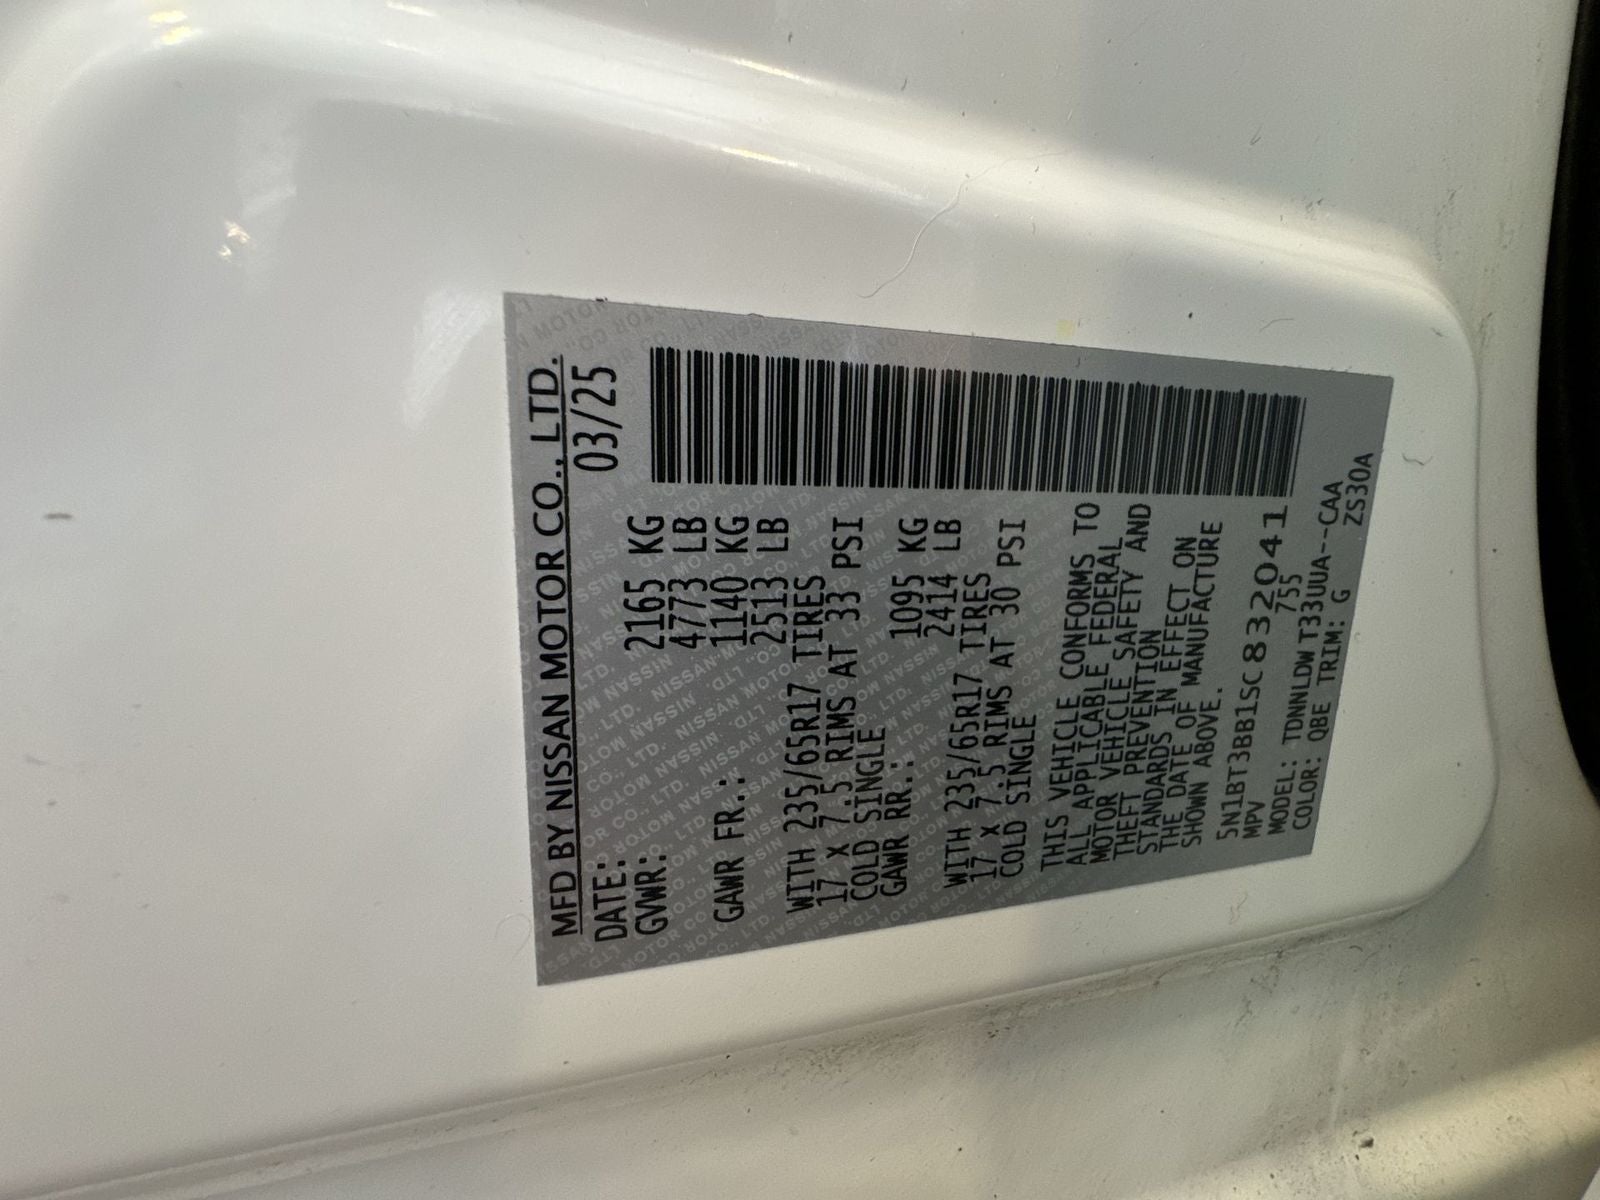 MFD BY NISSAN MOTOR CO., LTD.
DATE: 03/25
GVWR: 2165 KG
4773 LB
GAWR FR.: 1140 KG
2513 LB
WITH 235/65R17 TIRES
17 x 7.5 RIMS AT 33 PSI
COLD SINGLE
GAWR RR.: 1095 KG
2414 LB
WITH 235/65R17 TIRES
17 x 7.5 RIMS AT 30 PSI
COLD SINGLE
THIS VEHICLE CONFORMS TO
ALL APPLICABLE FEDERAL
MOTOR VEHICLE SAFETY AND
THEFT PREVENTION
STANDARDS IN EFFECT ON
THE DATE OF MANUFACTURE
SHOWN ABOVE.
5N1BT3BB1SC832041
MPV 755
MODEL: TDNNLDW T33UUA--CAA
COLOR: QBE TRIM: G ZS30A